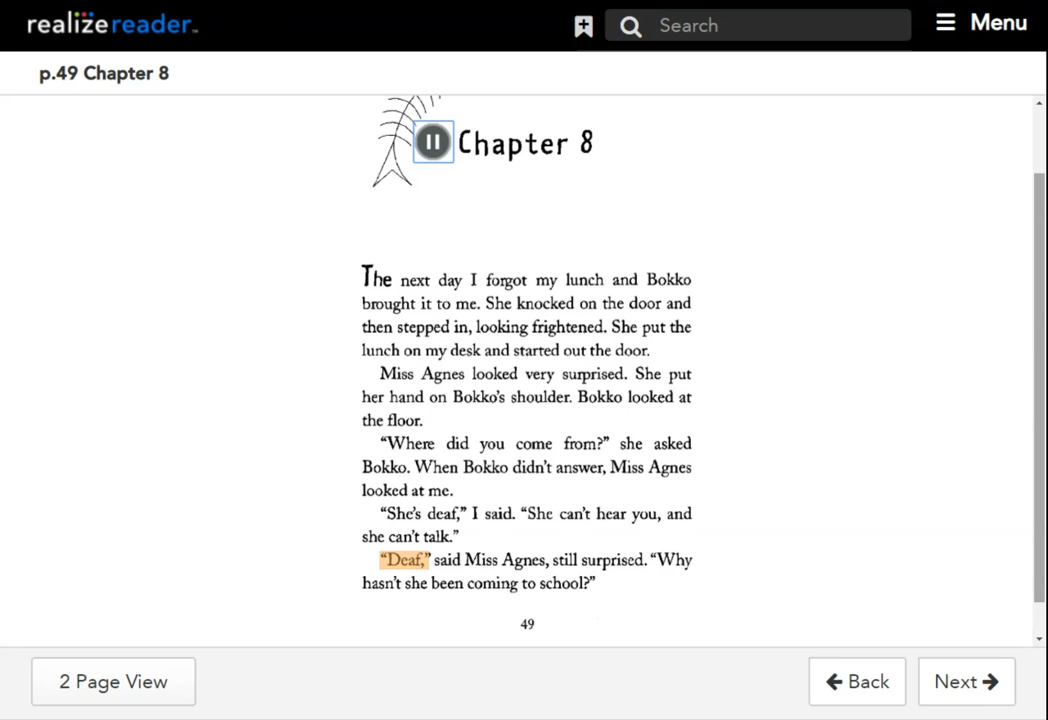 realizereader.
Search
Menu
p.49 Chapter 8
Chapter 8
The next day I forgot my lunch and Bokko
brought it to me. She knocked on the door and
then stepped in, looking frightened. She put the
lunch on my desk and started out the door.
Miss Agnes looked very surprised. She put
her hand on Bokko’s shoulder. Bokko looked at
the floor.
“Where did you come from?” she asked
Bokko. When Bokko didn’t answer, Miss Agnes
looked at me.
“She’s deaf,” I said. “She can’t hear you, and
she can’t talk.”
“Deaf,” said Miss Agnes, still surprised. “Why
hasn’t she been coming to school?”
49
2 Page View
Back
Next